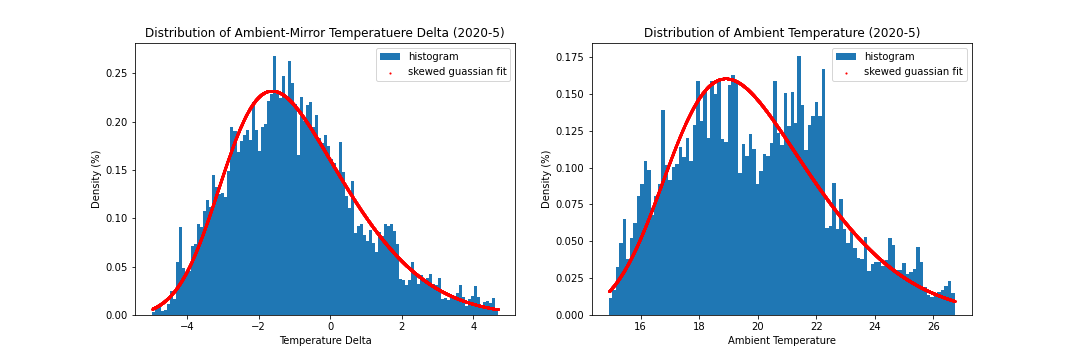 Distribution of Ambient-Mirror Temperatuere Delta (2020-5)
histogram
skewed guassian fit
Density (%)
0.25
0.20
0.15
0.10
0.05
0.00
−4
−2
0
2
4
Temperature Delta
Distribution of Ambient Temperature (2020-5)
histogram
skewed guassian fit
Density (%)
0.175
0.150
0.125
0.100
0.075
0.050
0.025
0.000
16
18
20
22
24
26
Ambient Temperature